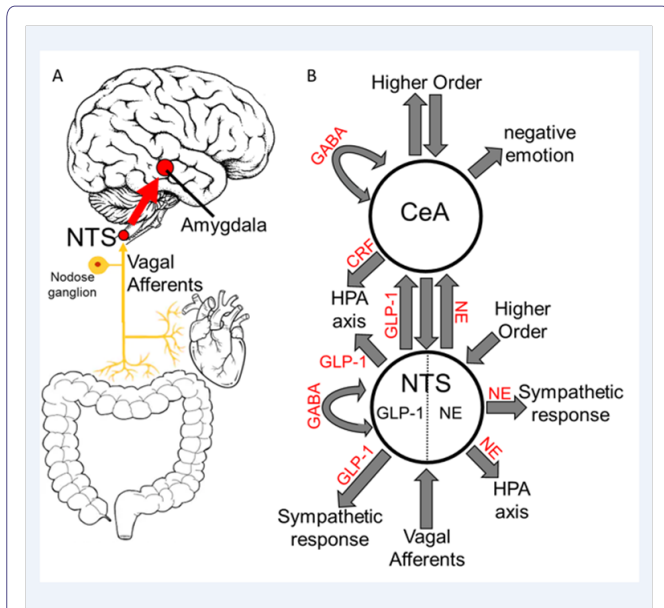 A
Amygdala
NTS
Nodose
ganglion
Vagal
Afferents
B
Higher Order
GABA
negative
emotion
CeA
CRF
HPA
axis
GLP-1
NE
Higher
Order
GLP-1
NTS
GLP-1
NE
GABA
NE
Sympathetic
response
GLP-1
NE
HPA
axis
Sympathetic
response
Vagal
Afferents